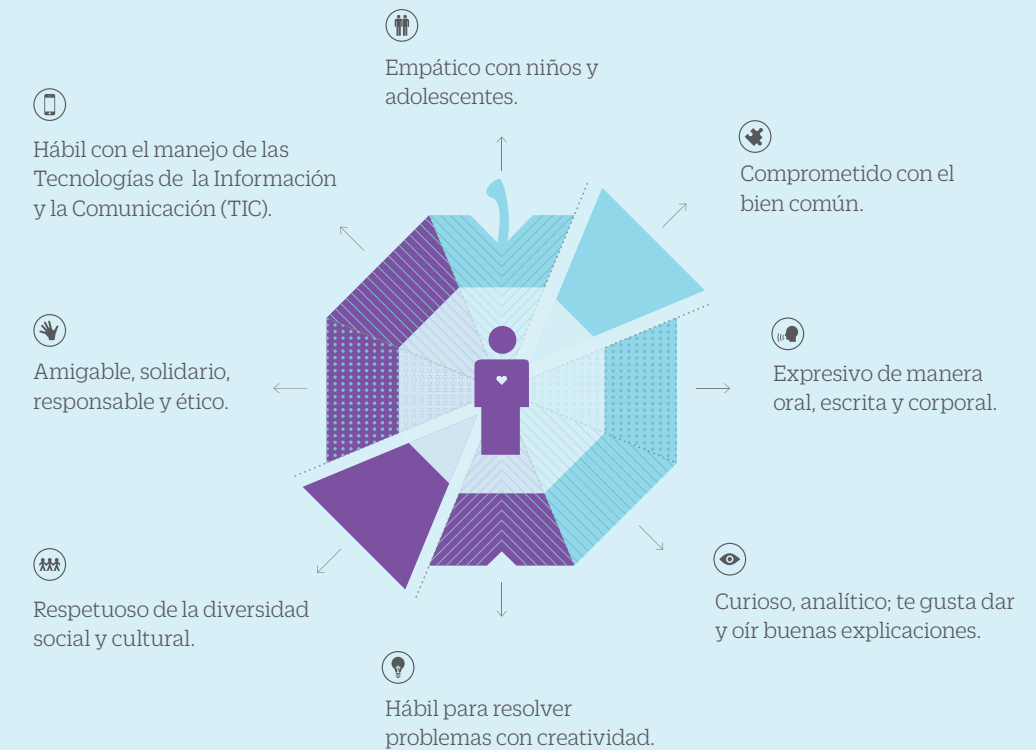 Empático con niños y
adolescentes.
Hábil con el manejo de las
Tecnologías de la Información
y la Comunicación (TIC).
Comprometido con el
bien común.
Amigable, solidario,
responsable y ético.
Expresivo de manera
oral, escrita y corporal.
Respetuoso de la diversidad
social y cultural.
Curioso, analítico; te gusta dar
y oír buenas explicaciones.
Hábil para resolver
problemas con creatividad.